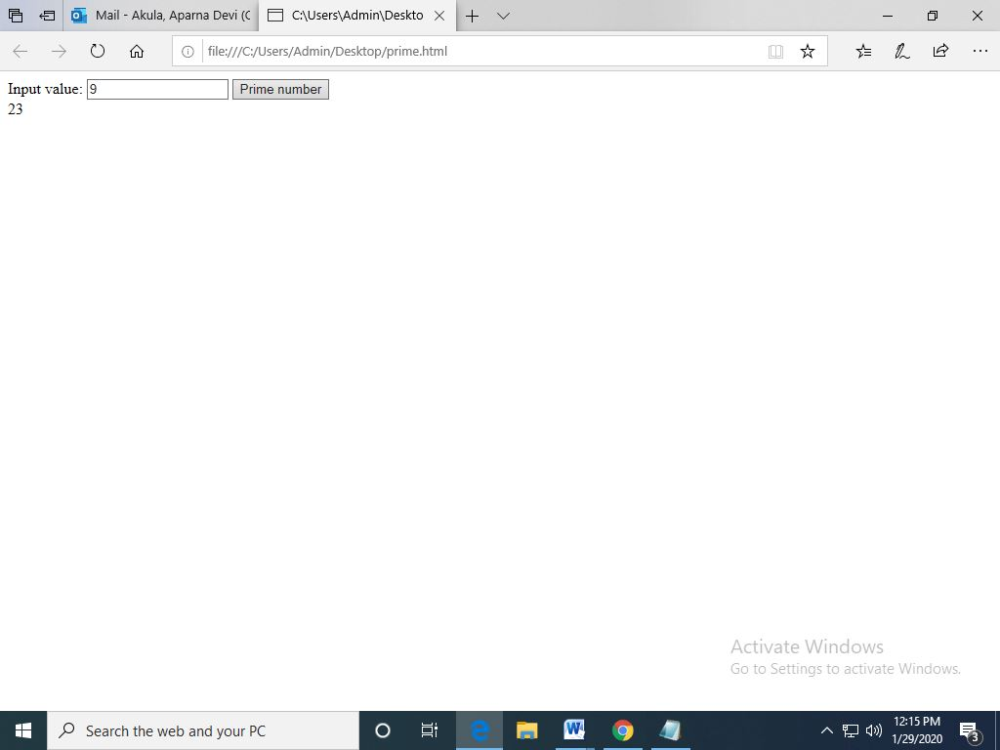 Mail - Akula, Aparna Devi (C
C:\Users\Admin\Deskto
file:///C:/Users/Admin/Desktop/prime.html
Input value: 9 Prime number
23
Activate Windows
Go to Settings to activate Windows.
Search the web and your PC
12:15 PM
1/29/2020
3